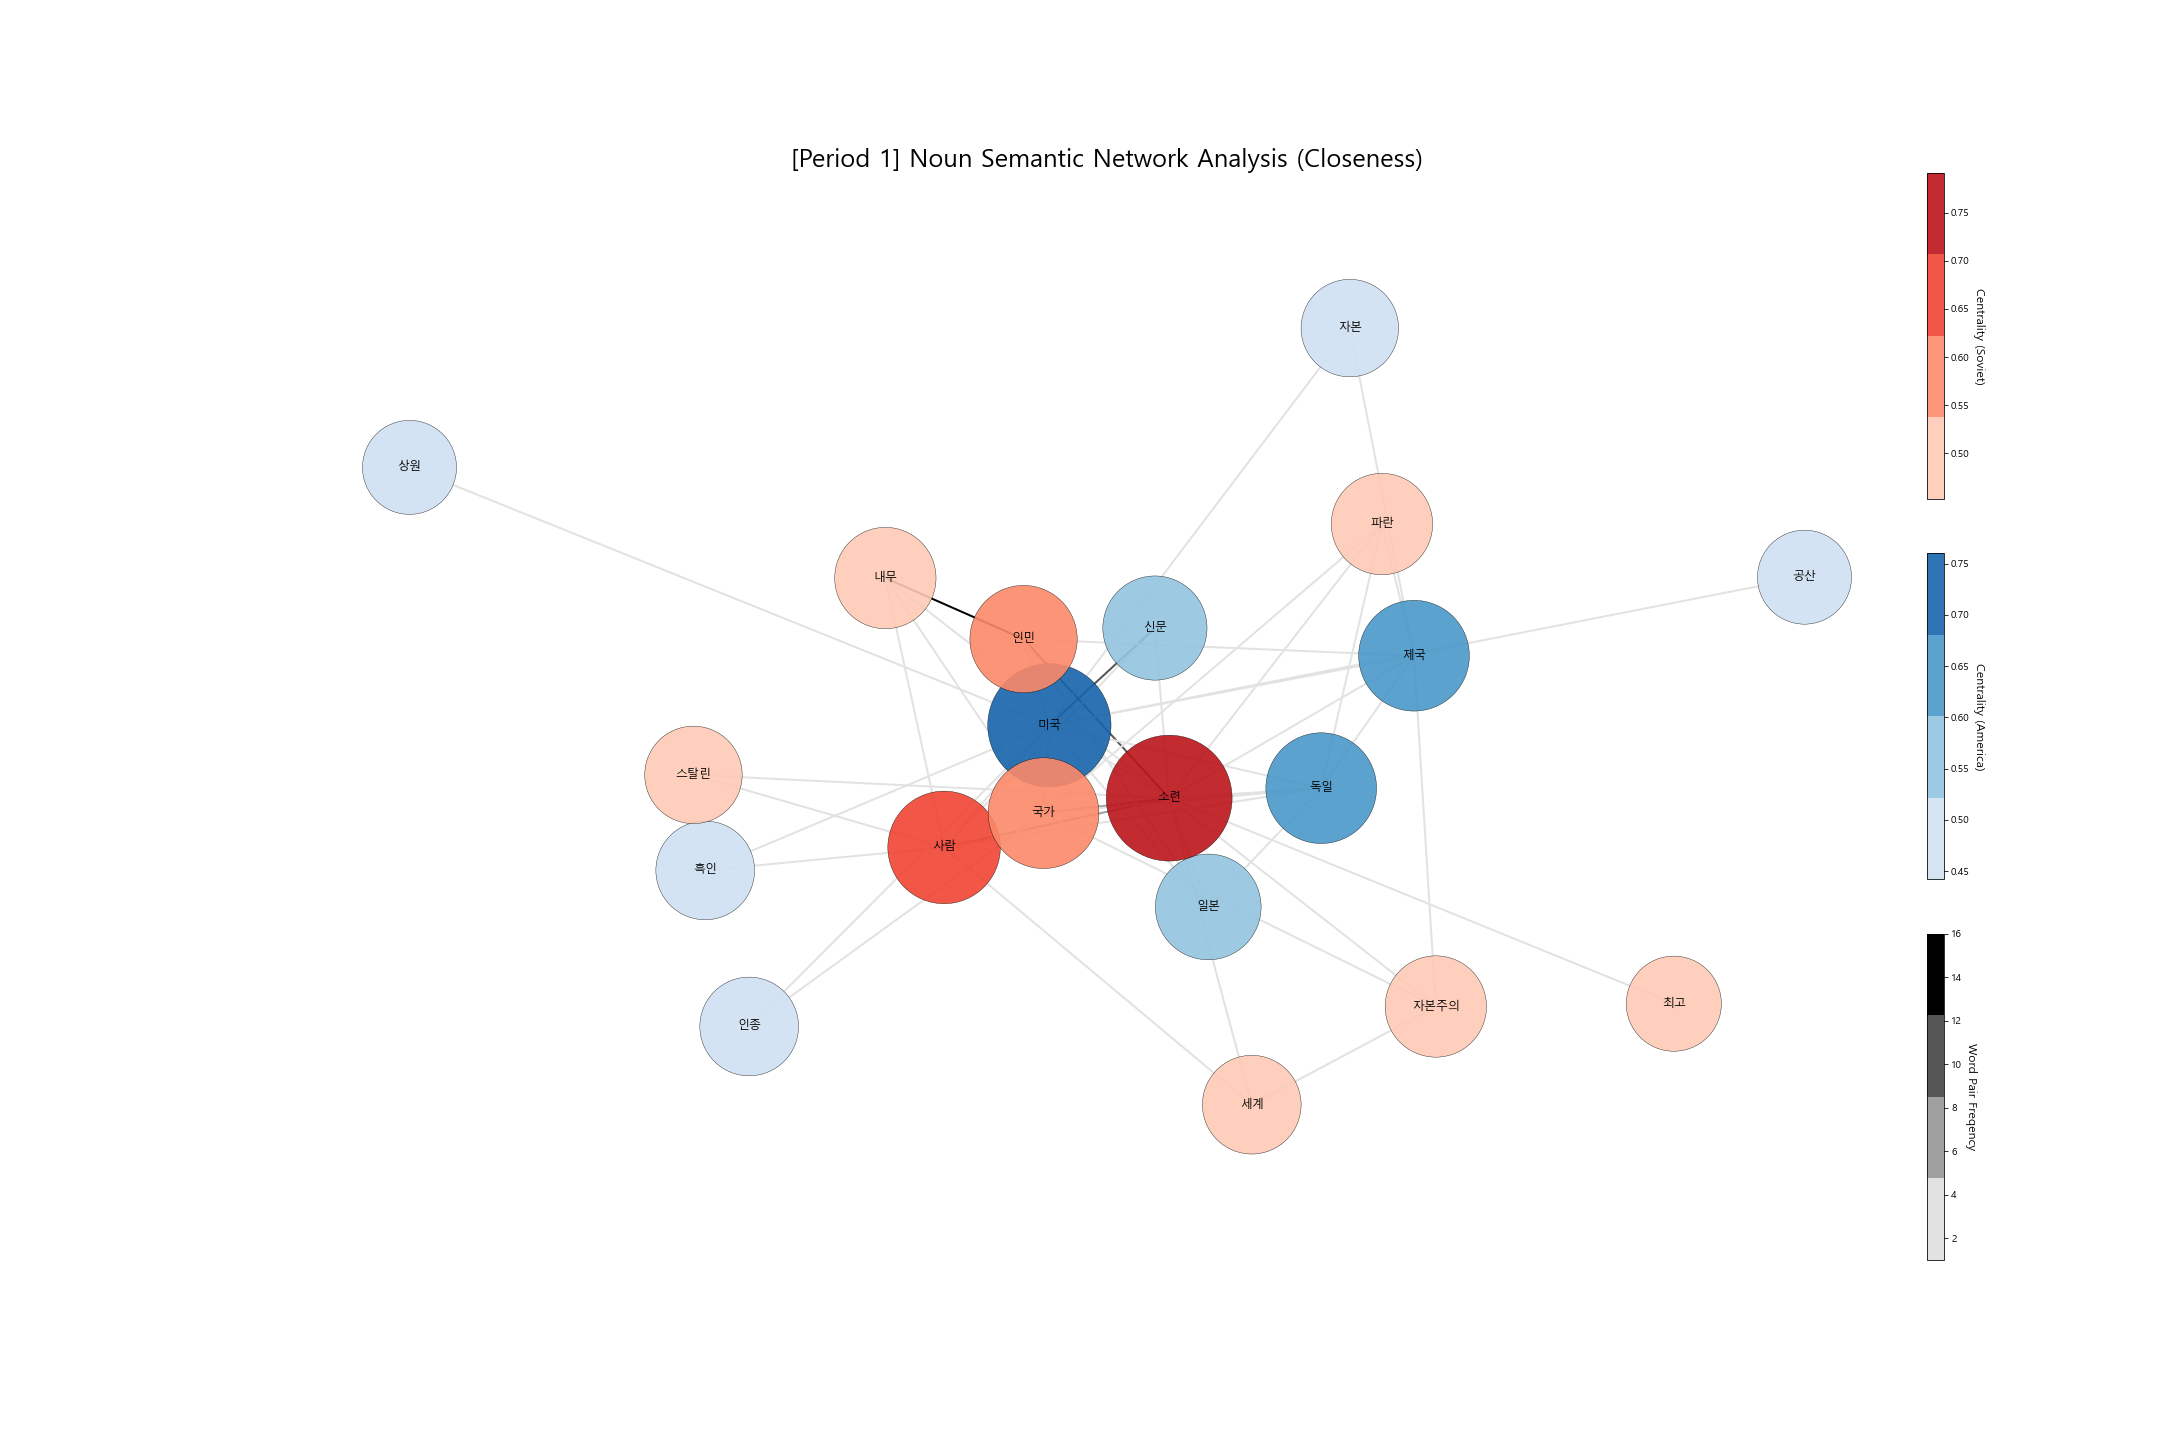 [Period 1] Noun Semantic Network Analysis (Closeness)
자본
상원
파란
내무
공산
신문
인민
제국
미국
스탈린
독일
소련
국가
사람
흑인
일본
최고
자본주의
인종
세계
0.75
0.70
0.65
0.60
0.55
0.50
Centrality (Soviet)
0.75
0.70
0.65
0.60
0.55
0.50
0.45
Centrality (America)
16
14
12
10
8
6
4
2
Word Pair Freqency